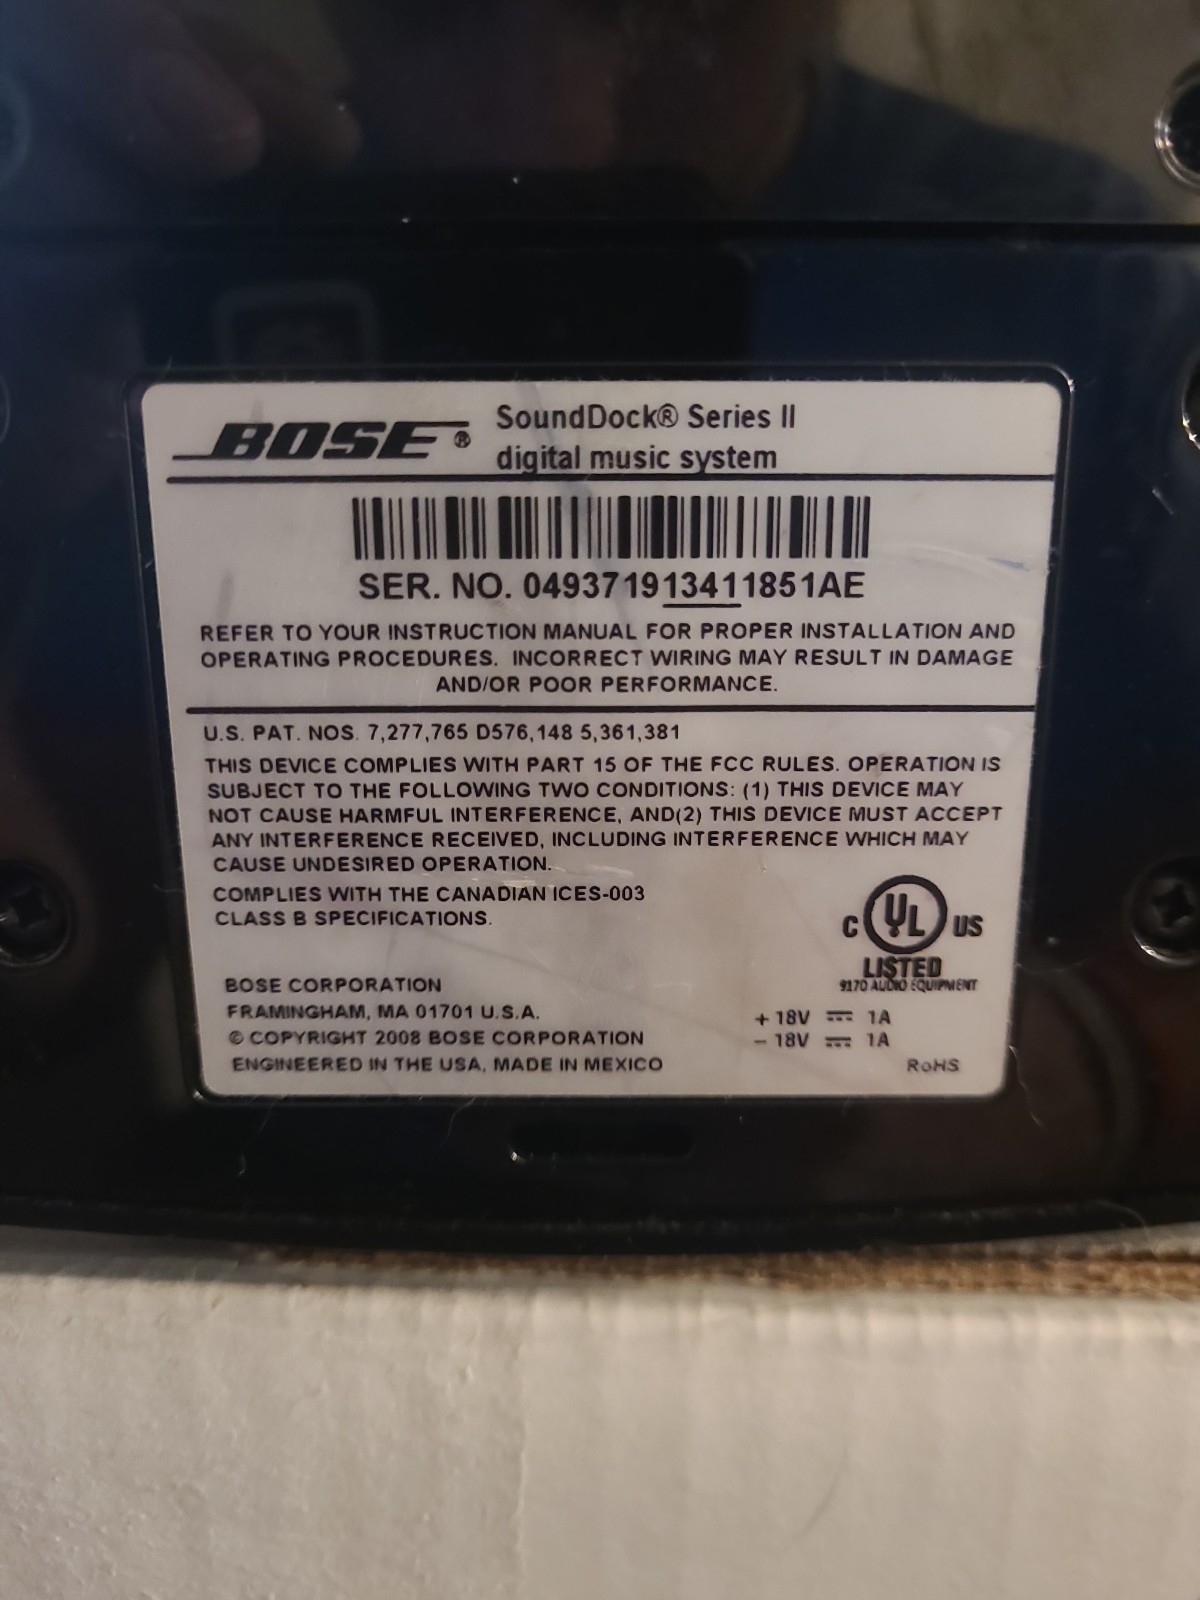 BOSE® SoundDock® Series II
digital music system
SER. NO. 049371913411851AE
REFER TO YOUR INSTRUCTION MANUAL FOR PROPER INSTALLATION AND
OPERATING PROCEDURES. INCORRECT WIRING MAY RESULT IN DAMAGE
AND/OR POOR PERFORMANCE.
U.S. PAT. NOS. 7,277,765 D576,148 5,361,381
THIS DEVICE COMPLIES WITH PART 15 OF THE FCC RULES. OPERATION IS
SUBJECT TO THE FOLLOWING TWO CONDITIONS: (1) THIS DEVICE MAY
NOT CAUSE HARMFUL INTERFERENCE, AND(2) THIS DEVICE MUST ACCEPT
ANY INTERFERENCE RECEIVED, INCLUDING INTERFERENCE WHICH MAY
CAUSE UNDESIRED OPERATION.
COMPLIES WITH THE CANADIAN ICES-003
CLASS B SPECIFICATIONS.
C UL US
LISTED
9170 AUDIO EQUIPMENT
BOSE CORPORATION
FRAMINGHAM, MA 01701 U.S.A.
© COPYRIGHT 2008 BOSE CORPORATION
ENGINEERED IN THE USA, MADE IN MEXICO
+ 18V ⎓ 1A
− 18V ⎓ 1A
RoHS